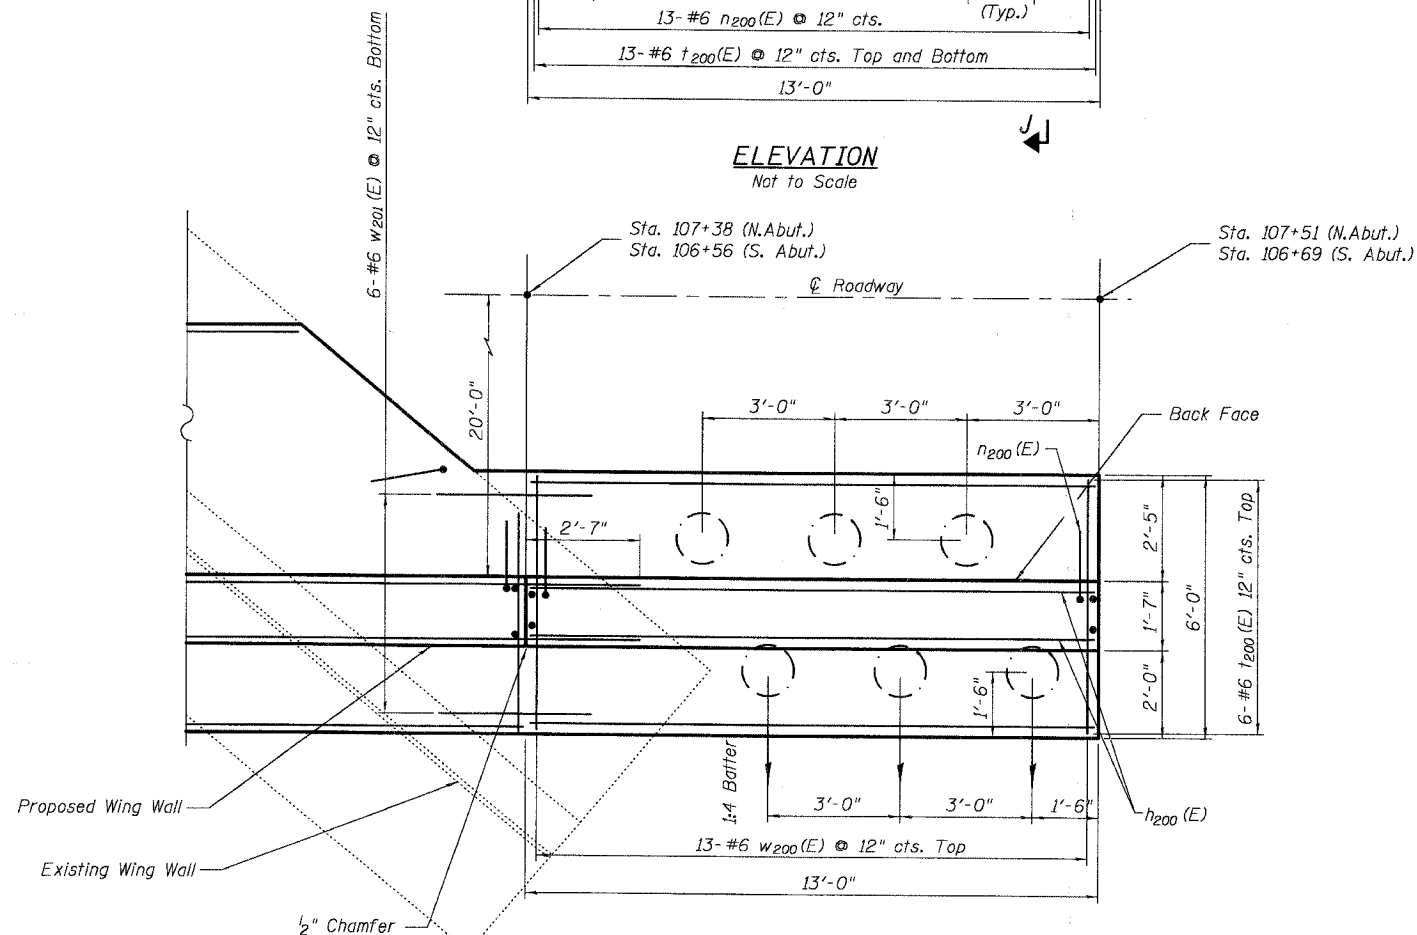 13-#6 n200(E) @ 12" cts.
(Typ.)
13-#6 t200(E) @ 12" cts. Top and Bottom
13'-0"
J
ELEVATION
Not to Scale
6-#6 w201(E) @ 12" cts. Bottom
Sta. 107+38 (N.Abut.)
Sta. 106+56 (S. Abut.)
Sta. 107+51 (N.Abut.)
Sta. 106+69 (S. Abut.)
℄ Roadway
20'-0"
3'-0"
3'-0"
3'-0"
Back Face
n200(E)
1'-6"
2'-7"
2'-5"
1'-7"
2'-0"
6'-0"
6-#6 t200(E) 12" cts. Top
1'-6"
1:4 Batter
3'-0"
3'-0"
1'-6"
h200(E)
Proposed Wing Wall
13-#6 w200(E) @ 12" cts. Top
Existing Wing Wall
13'-0"
1/2" Chamfer